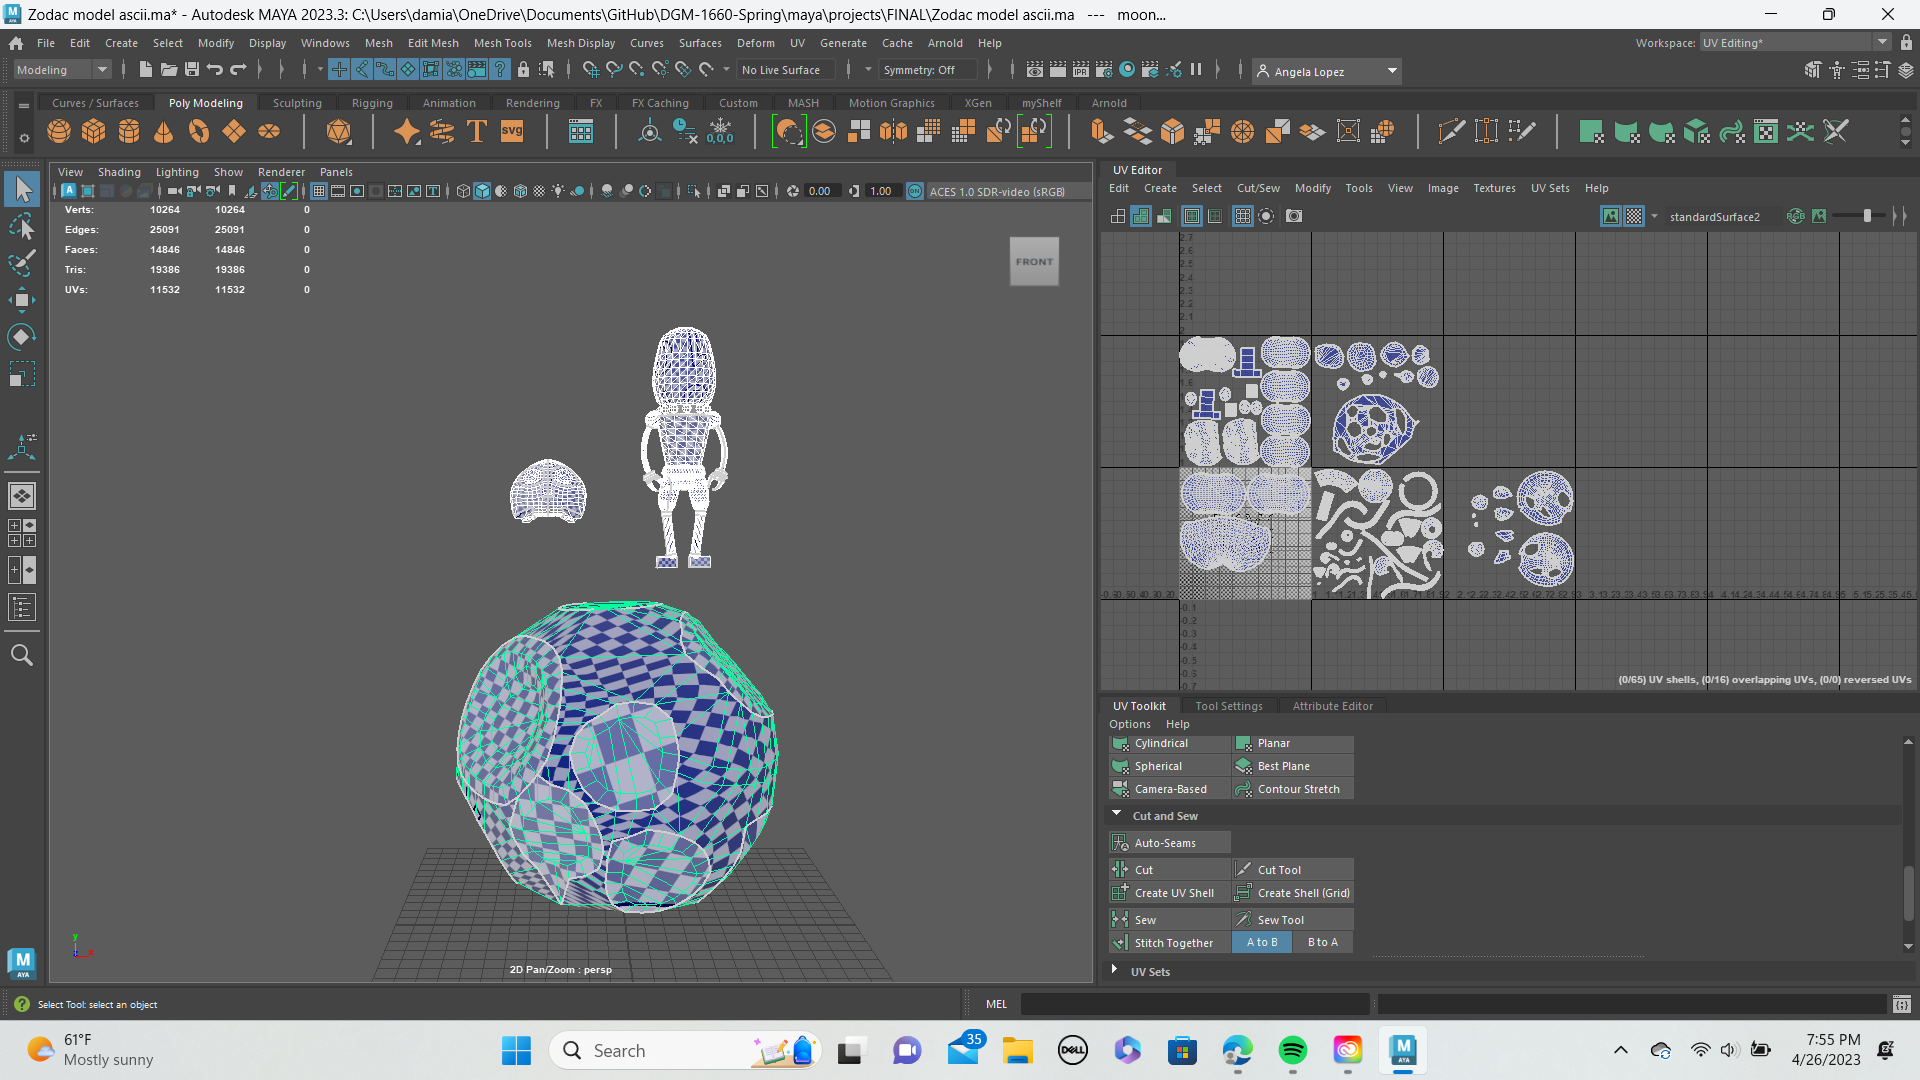 Zodac model ascii.ma* - Autodesk MAYA 2023.3: C:\Users\damia\OneDrive\Documents\GitHub\DGM-1660-Spring\maya\projects\FINAL\Zodac model ascii.ma --- moon...
File Edit Create Select Modify Display Windows Mesh Edit Mesh Mesh Tools Mesh Display Curves Surfaces Deform UV Generate Cache Arnold Help
Workspace: UV Editing*
Modeling
No Live Surface
Symmetry: Off
Angela Lopez
Curves / Surfaces Poly Modeling Sculpting Rigging Animation Rendering FX FX Caching Custom MASH Motion Graphics XGen myShelf Arnold
View Shading Lighting Show Renderer Panels
0.00 1.00 ACES 1.0 SDR-video (sRGB)
Verts: 10264 10264 0
Edges: 25091 25091 0
Faces: 14846 14846 0
Tris: 19386 19386 0
UVs: 11532 11532 0
FRONT
2D Pan/Zoom : persp
UV Editor
Edit Create Select Cut/Sew Modify Tools View Image Textures UV Sets Help
standardSurface2
(0/65) UV shells, (0/16) overlapping UVs, (0/0) reversed UVs
UV Toolkit Tool Settings Attribute Editor
Options Help
Cylindrical Planar
Spherical Best Plane
Camera-Based Contour Stretch
Cut and Sew
Auto-Seams
Cut Cut Tool
Create UV Shell Create Shell (Grid)
Sew Sew Tool
Stitch Together A to B B to A
UV Sets
Select Tool: select an object
MEL
61°F
Mostly sunny
Search
35
DELL
7:55 PM
4/26/2023